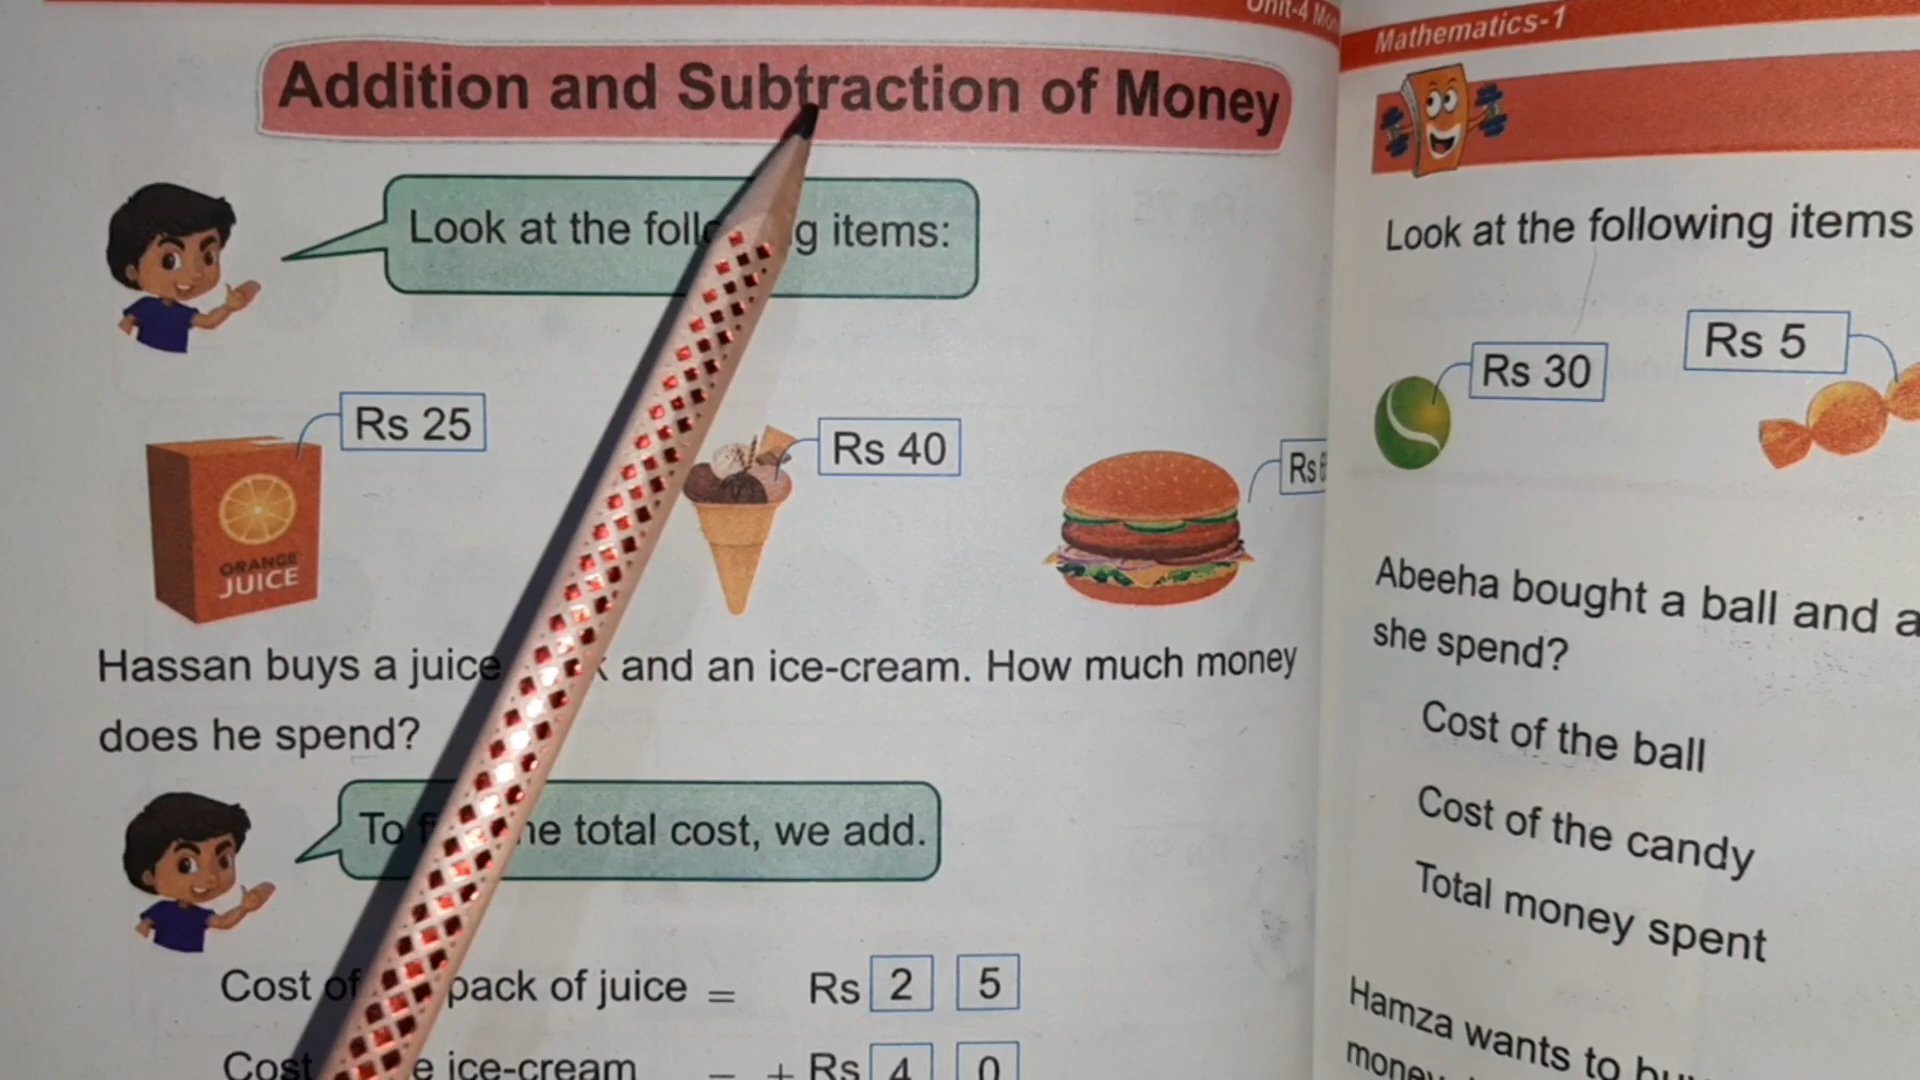 Unit-4
Addition and Subtraction of Money
Look at the items:
Rs 25
Rs 40
Rs
ORANGE
JUICE
Hassan buys a juice and an ice-cream. How much money
does he spend?
To the total cost, we add.
Cost of pack of juice = Rs 2 5
Cost ice-cream + Rs 4 0
Mathematics-1
Look at the following items
Rs 30
Rs 5
Abeeha bought a ball and a
she spend?
Cost of the ball
Cost of the candy
Total money spent
Hamza wants to
money